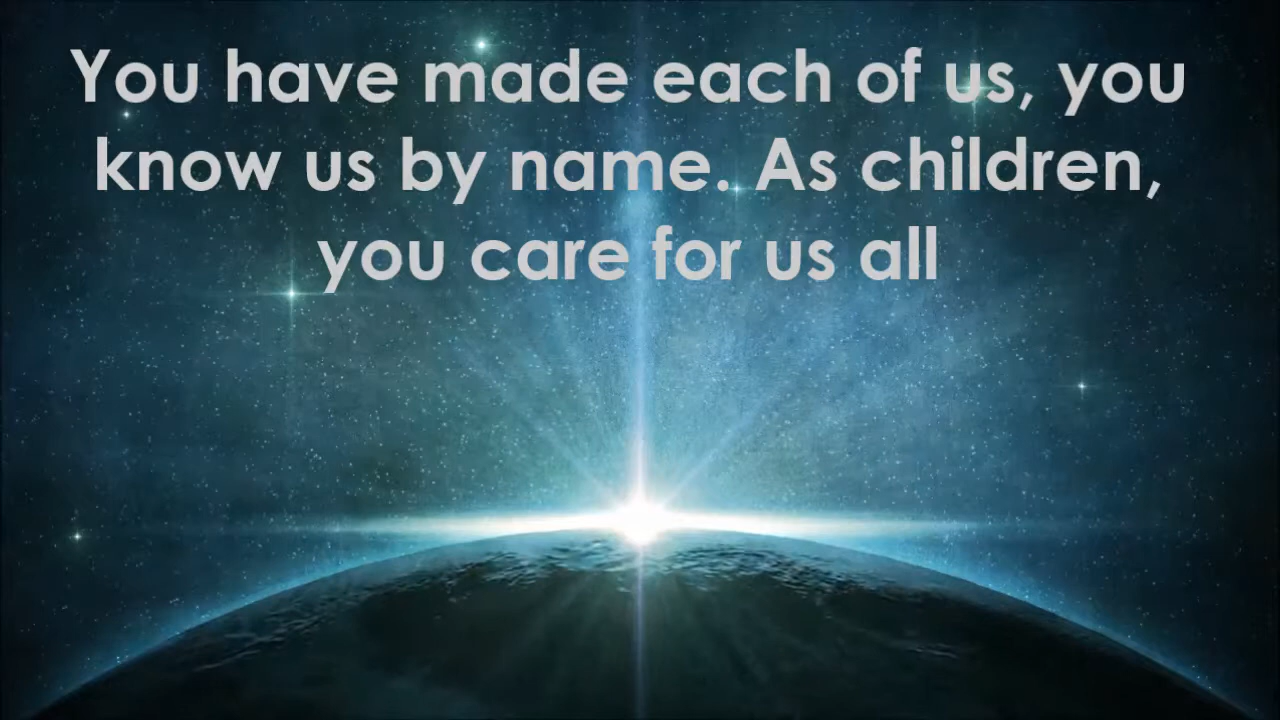 You have made each of us, you
know us by name. As children,
you care for us all